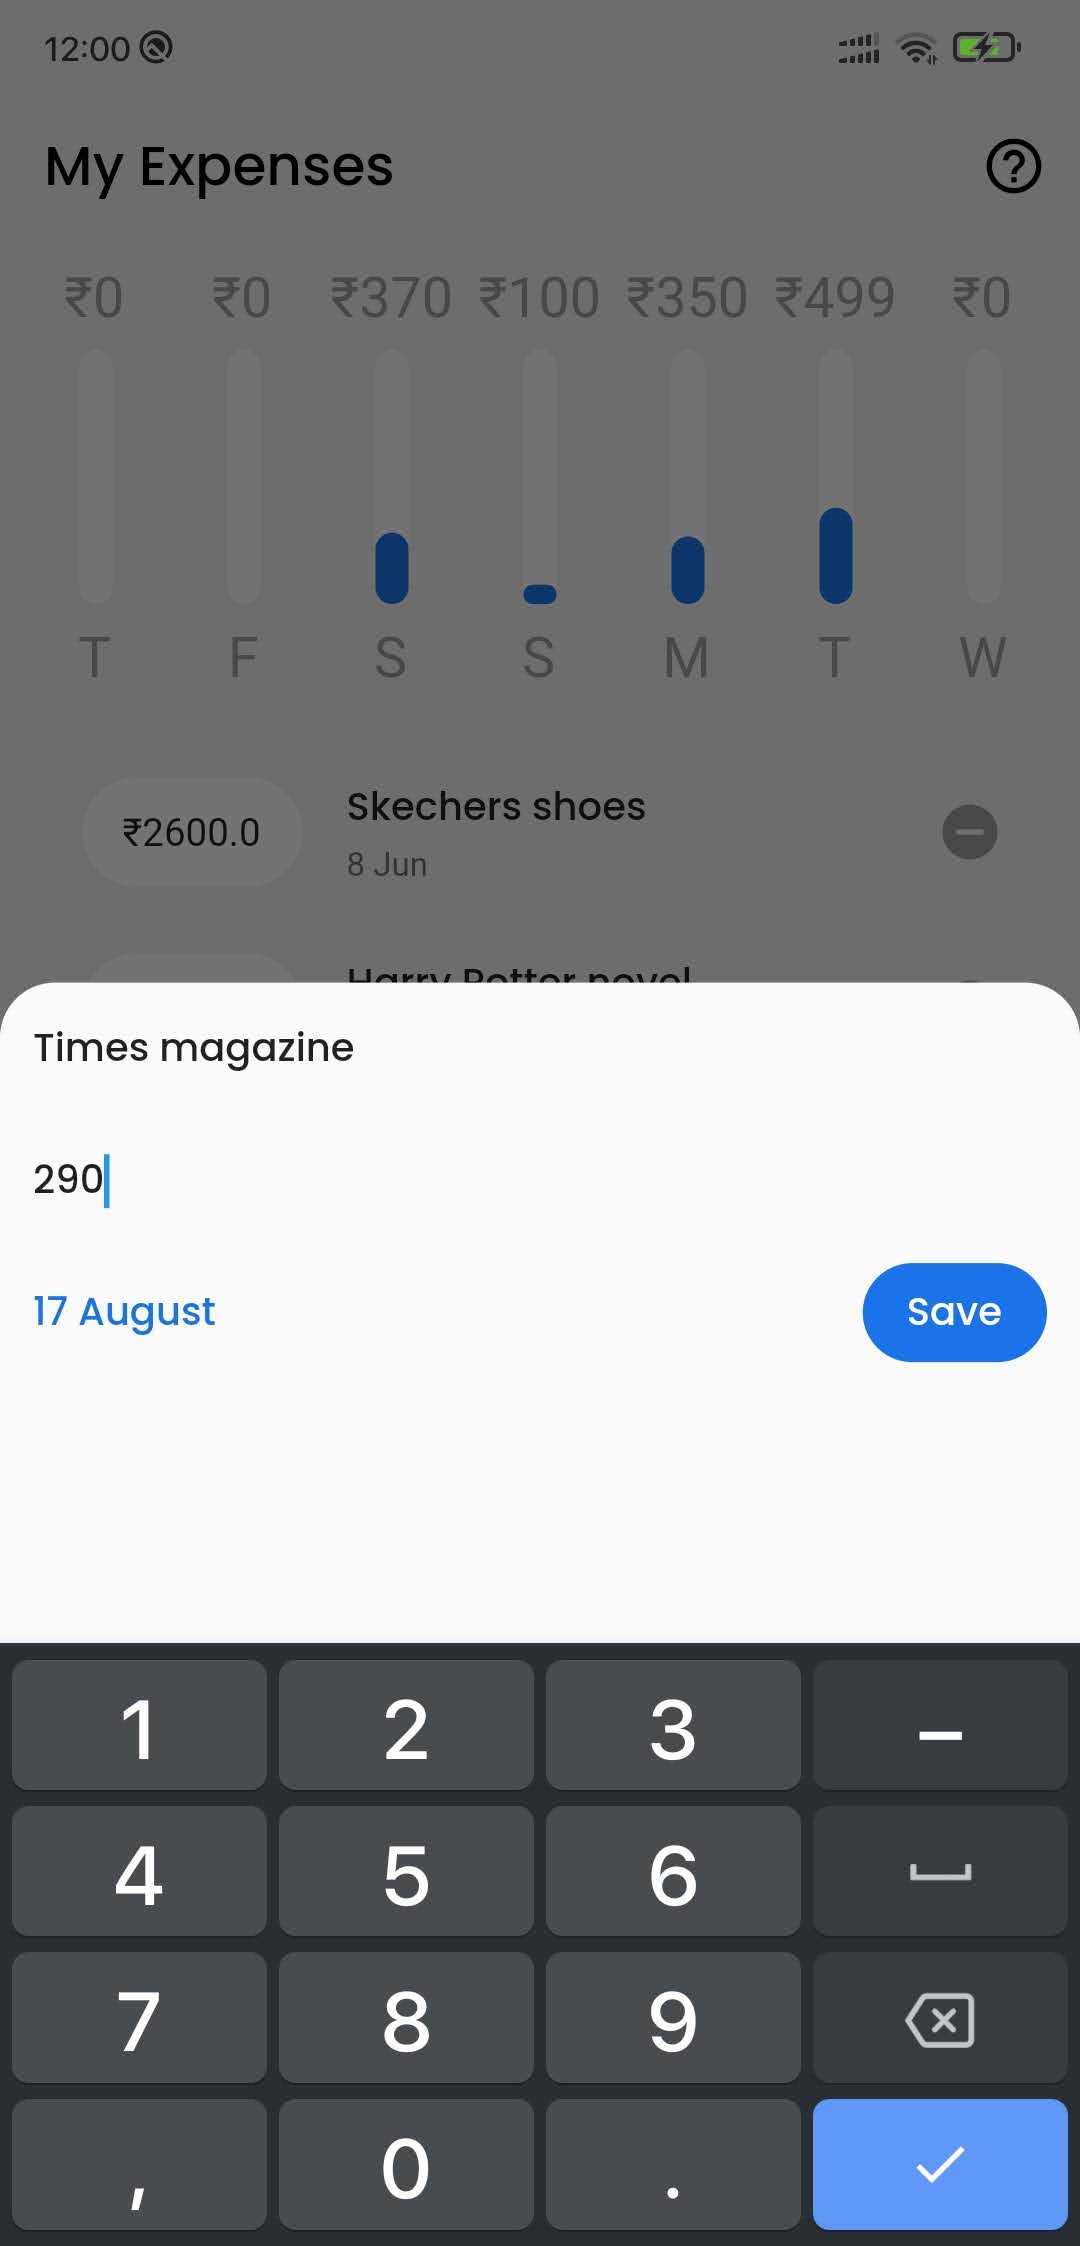 12:00
My Expenses
₹0 ₹0 ₹370 ₹100 ₹350 ₹499 ₹0
T F S S M T W
₹2600.0 Skechers shoes
8 Jun
Harry Potter novel
Times magazine
290
17 August Save
1 2 3 –
4 5 6
7 8 9
, 0 .